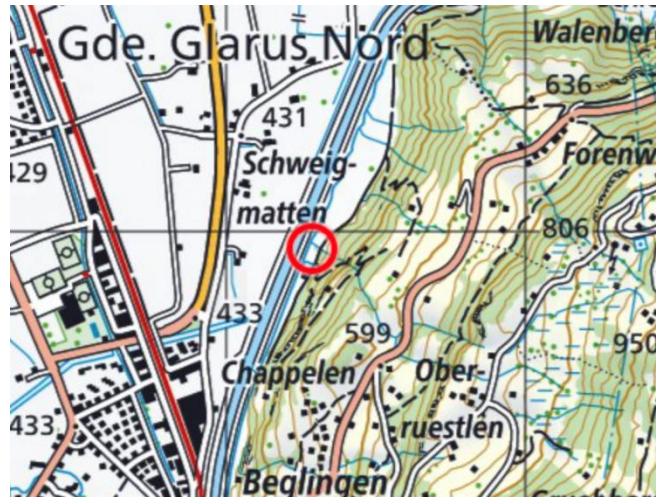 Gde. Glarus Nord
Walenber
636
431
Forenw
429
Schweig-
matten
806
433
599
950
Chappelen
Ober-
433
ruestlen
Beglingen